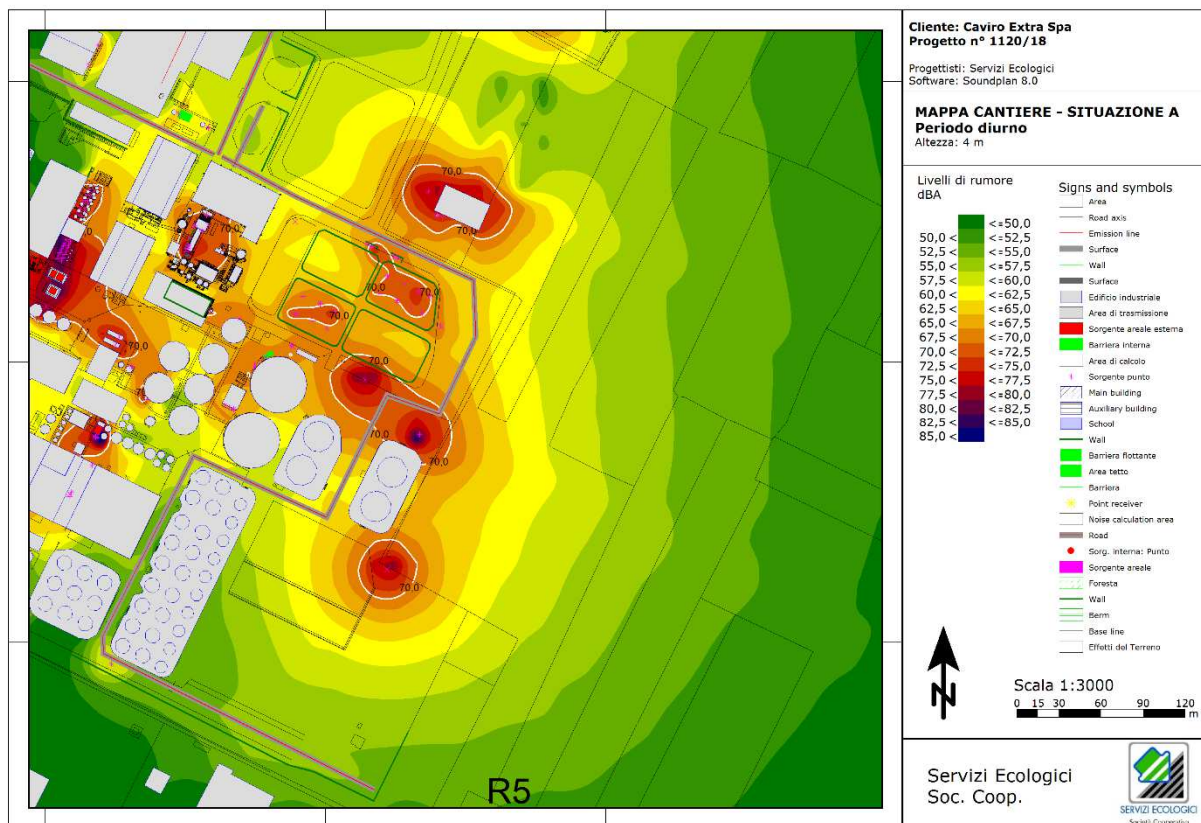 Cliente: Caviro Extra Spa
Progetto n° 1120/18
Progettisti: Servizi Ecologici
Software: Soundplan 8.0
MAPPA CANTIERE - SITUAZIONE A
Periodo diurno
Altezza: 4 m
Livelli di rumore
dBA
<=50,0
50,0 < <=52,5
52,5 < <=55,0
55,0 < <=57,5
57,5 < <=60,0
60,0 < <=62,5
62,5 < <=65,0
65,0 < <=67,5
67,5 < <=70,0
70,0 < <=72,5
72,5 < <=75,0
75,0 < <=77,5
77,5 < <=80,0
80,0 < <=82,5
82,5 < <=85,0
85,0 <
Signs and symbols
Area
Road axis
Emission line
Surface
Wall
Surface
Edificio industriale
Area di trasmissione
Sorgente areale esterna
Barriera interna
Area di calcolo
Sorgente punto
Main building
Auxiliary building
School
Wall
Barriera flottante
Area tetto
Barriera
Point receiver
Noise calculation area
Road
Sorg. interna: Punto
Sorgente areale
Foresta
Wall
Berm
Base line
Effetti del Terreno
N
Scala 1:3000
0 15 30 60 90 120
m
Servizi Ecologici
Soc. Coop.
SERVIZI ECOLOGICI
Società Cooperativa
70,0
70,0
70,0
70,0
70,0
70,0
70,0
70,0
70,0
70,0
70,0
R5